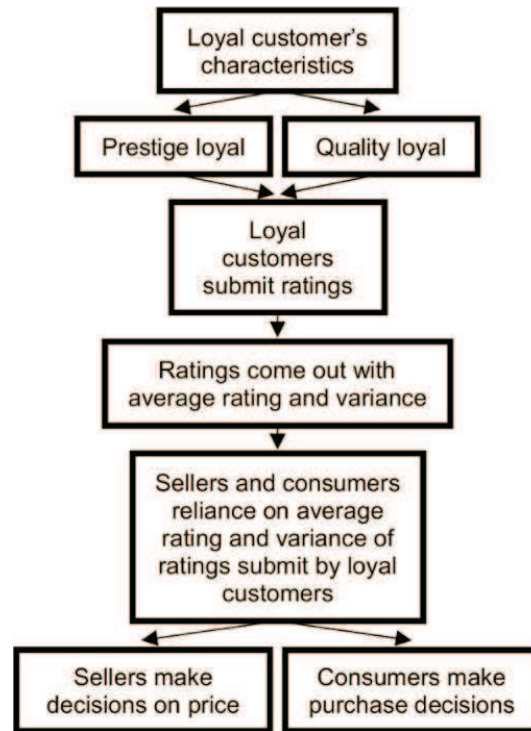 Loyal customer's
characteristics
Prestige loyal
Quality loyal
Loyal
customers
submit ratings
Ratings come out with
average rating and variance
Sellers and consumers
reliance on average
rating and variance of
ratings submit by loyal
customers
Sellers make
decisions on price
Consumers make
purchase decisions